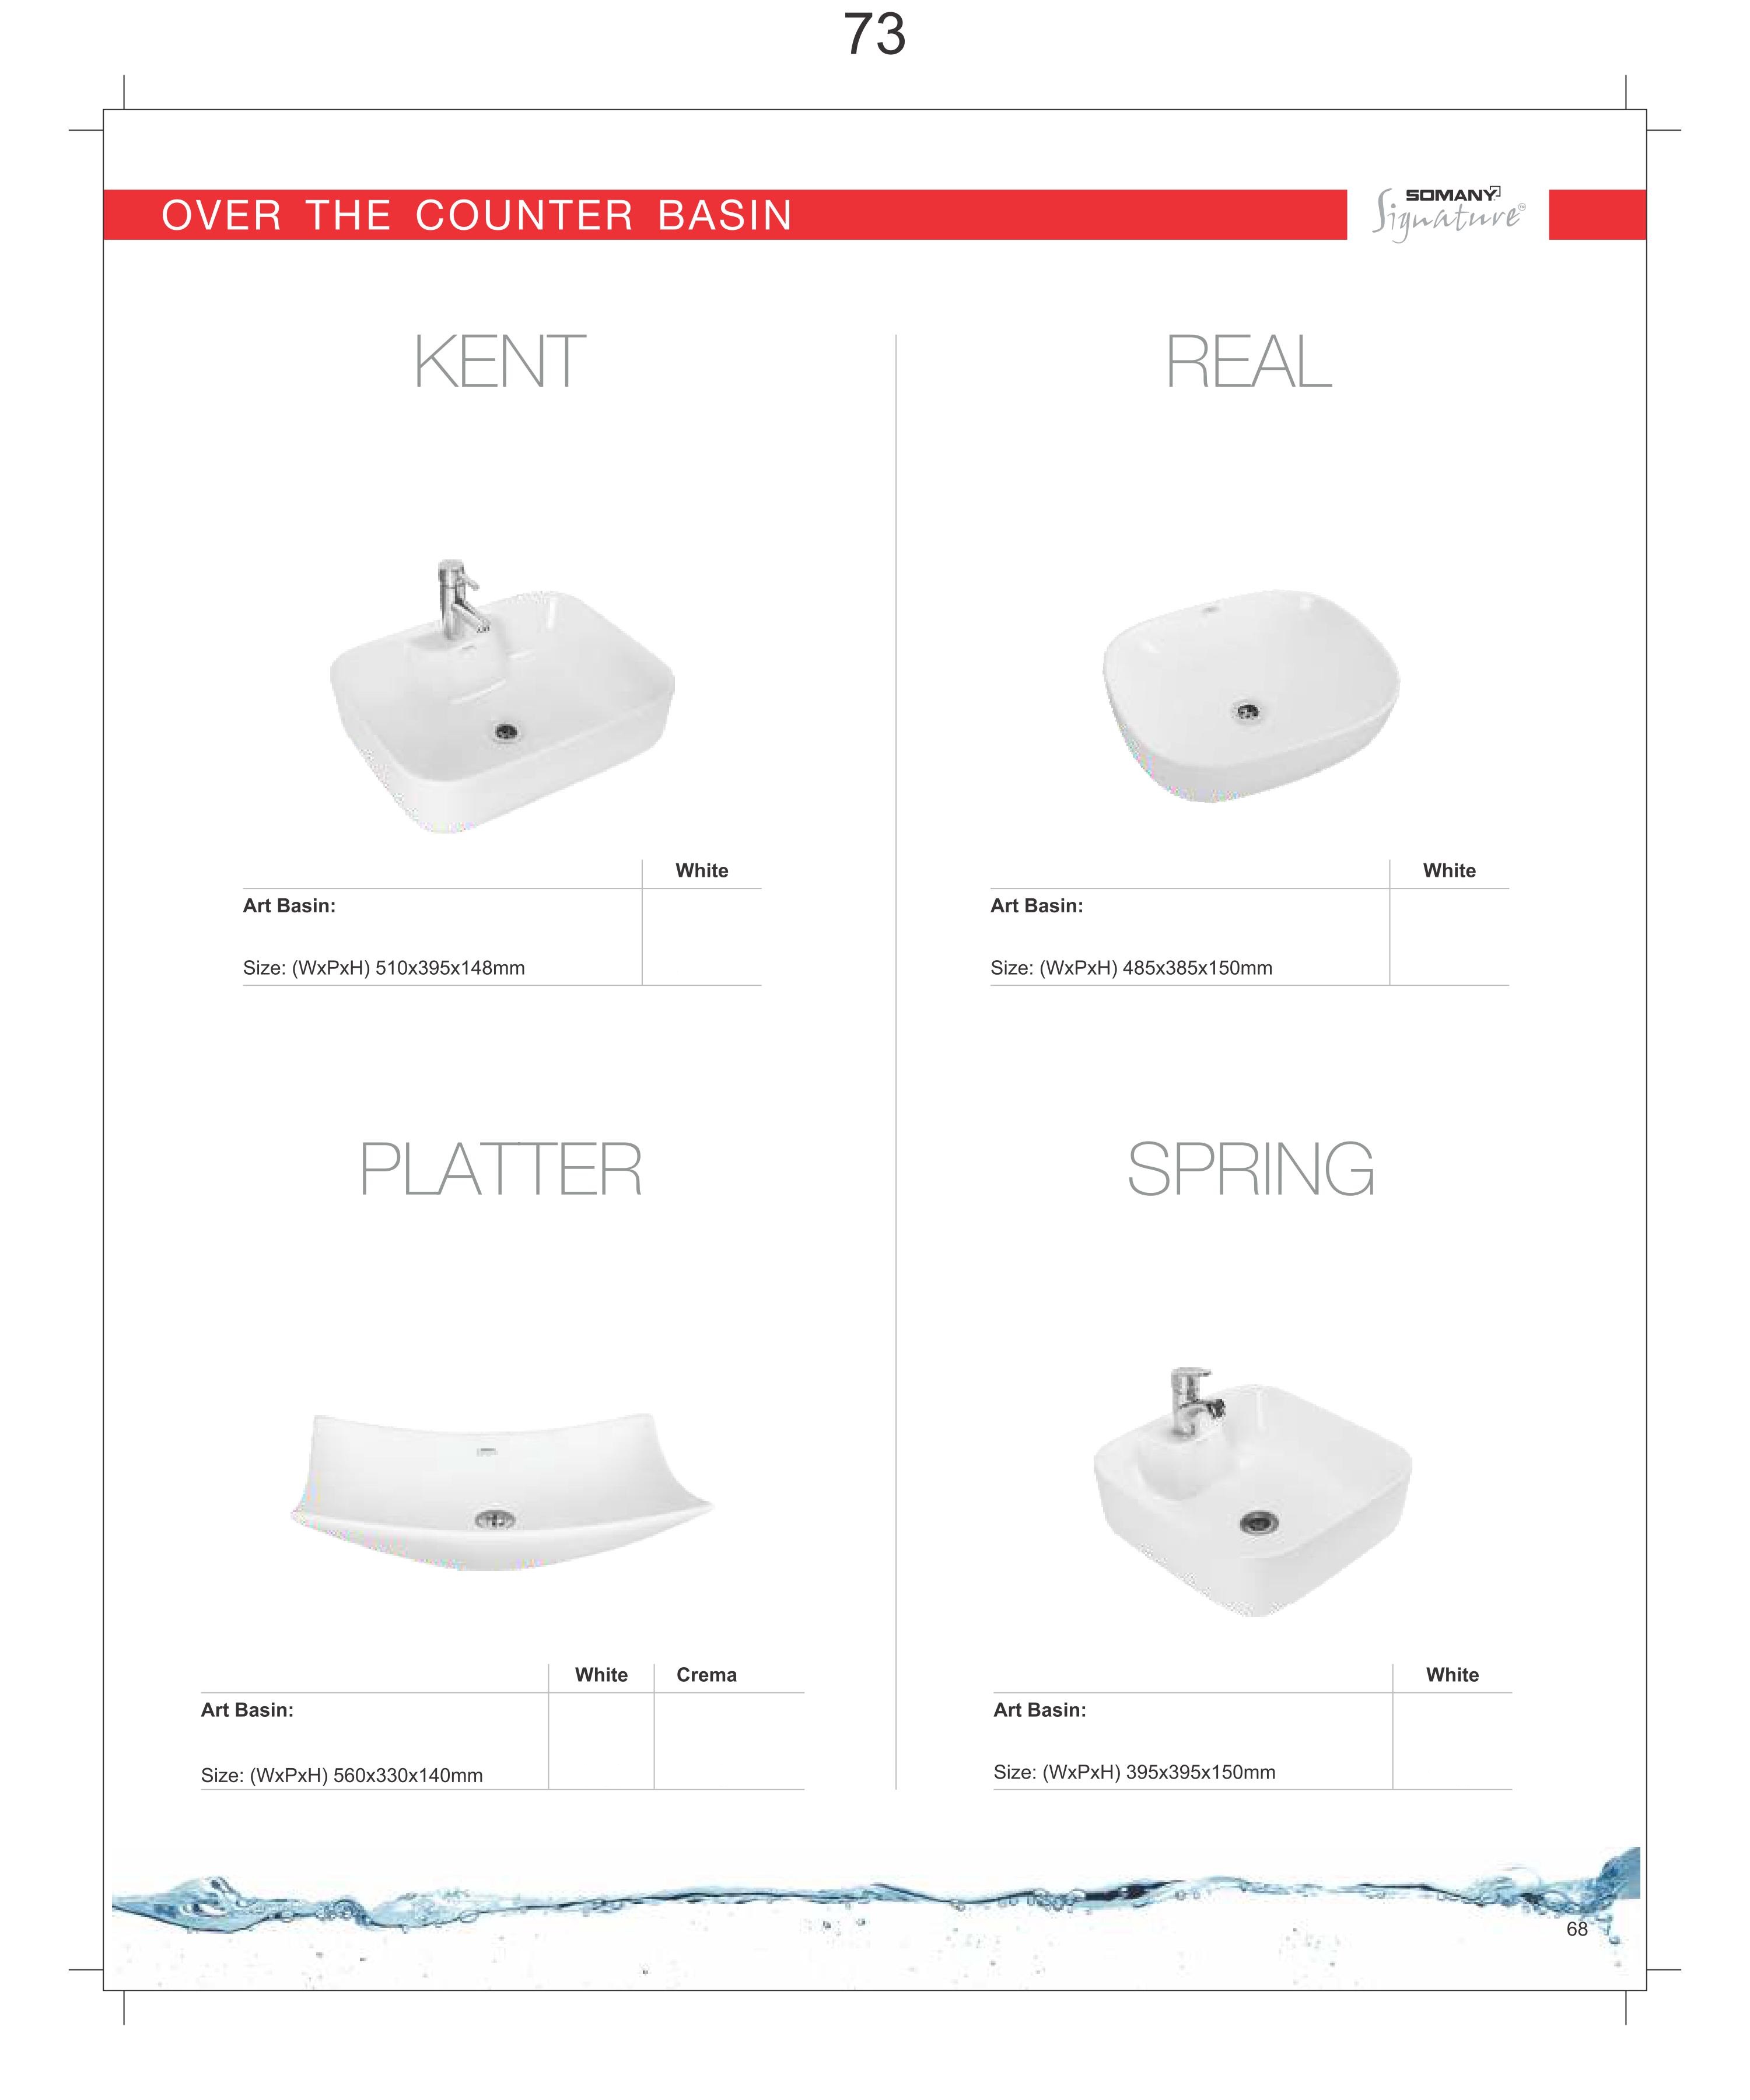 73
OVER THE COUNTER BASIN
SOMANY
Signature™
KENT
REAL
White
Art Basin:
Size: (WxPxH) 510x395x148mm
White
Art Basin:
Size: (WxPxH) 485x385x150mm
PLATTER
SPRING
White Crema
Art Basin:
Size: (WxPxH) 560x330x140mm
White
Art Basin:
Size: (WxPxH) 395x395x150mm
68